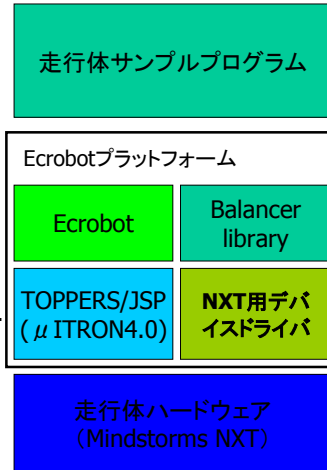 走行体サンプルプログラム
Ecrobotプラットフォーム
Ecrobot
Balancer
library
TOPPERS/JSP
(μITRON4.0)
NXT用デバ
イスドライバ
走行体ハードウェア
(Mindstorms NXT)